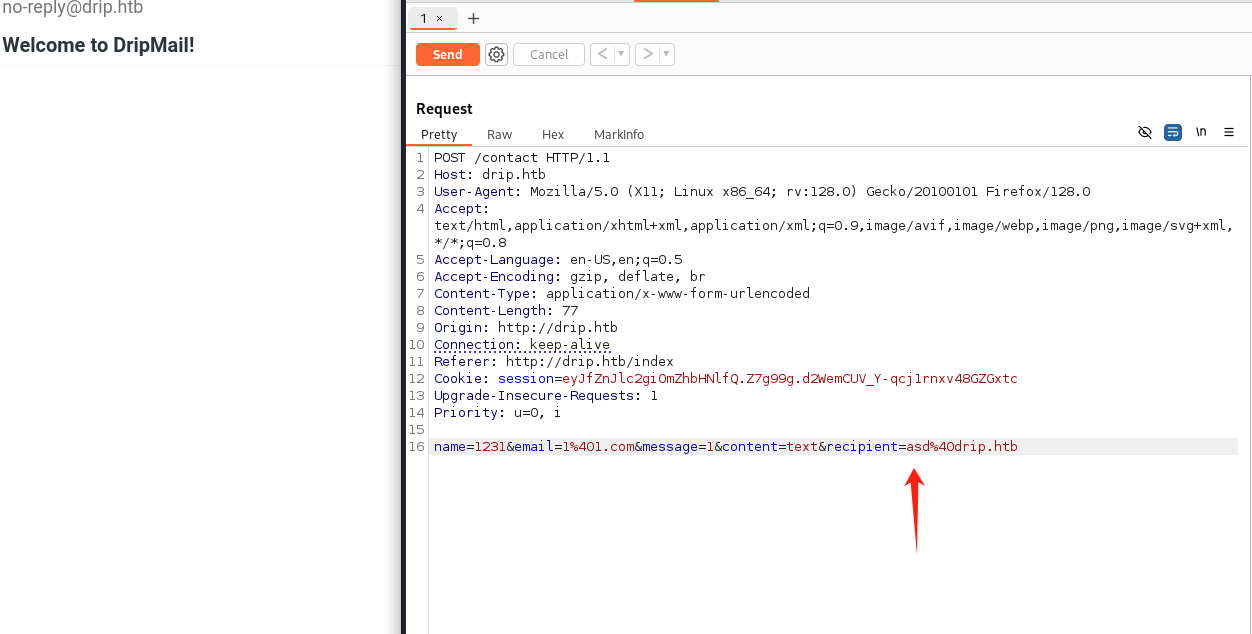 no-reply@drip.htb
Welcome to DripMail!
1 × +
Send Cancel < ▼ > ▼
Request
Pretty Raw Hex MarkInfo \n
1 POST /contact HTTP/1.1
2 Host: drip.htb
3 User-Agent: Mozilla/5.0 (X11; Linux x86_64; rv:128.0) Gecko/20100101 Firefox/128.0
4 Accept:
text/html,application/xhtml+xml,application/xml;q=0.9,image/avif,image/webp,image/png,image/svg+xml,
*/*;q=0.8
5 Accept-Language: en-US,en;q=0.5
6 Accept-Encoding: gzip, deflate, br
7 Content-Type: application/x-www-form-urlencoded
8 Content-Length: 77
9 Origin: http://drip.htb
10 Connection: keep-alive
11 Referer: http://drip.htb/index
12 Cookie: session=eyJfZnJlc2giOmZhbHNlfQ.Z7g99g.d2WemCUV_Y-qcj1rnxv48GZGxtc
13 Upgrade-Insecure-Requests: 1
14 Priority: u=0, i
15
16 name=1231&email=1%401.com&message=1&content=text&recipient=asd%40drip.htb